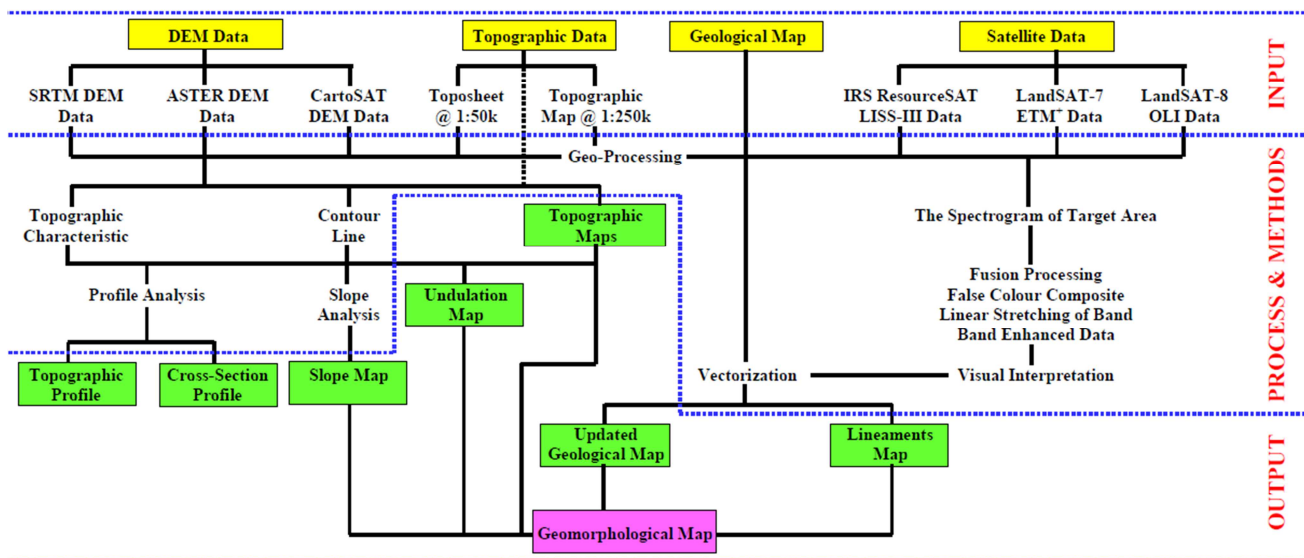 DEM Data
Topographic Data
Geological Map
Satellite Data
SRTM DEM
Data
ASTER DEM
Data
CartoSAT
DEM Data
Toposheet
@ 1:50k
Topographic
Map @ 1:250k
IRS ResourceSAT
LISS-III Data
LandSAT-7
ETM⁺ Data
LandSAT-8
OLI Data
INPUT
Geo-Processing
Topographic
Characteristic
Contour
Line
Topographic
Maps
The Spectrogram of Target Area
Profile Analysis
Slope
Analysis
Undulation
Map
Fusion Processing
False Colour Composite
Linear Stretching of Band
Band Enhanced Data
PROCESS & METHODS
Topographic
Profile
Cross-Section
Profile
Slope Map
Vectorization
Visual Interpretation
Updated
Geological Map
Lineaments
Map
OUTPUT
Geomorphological Map